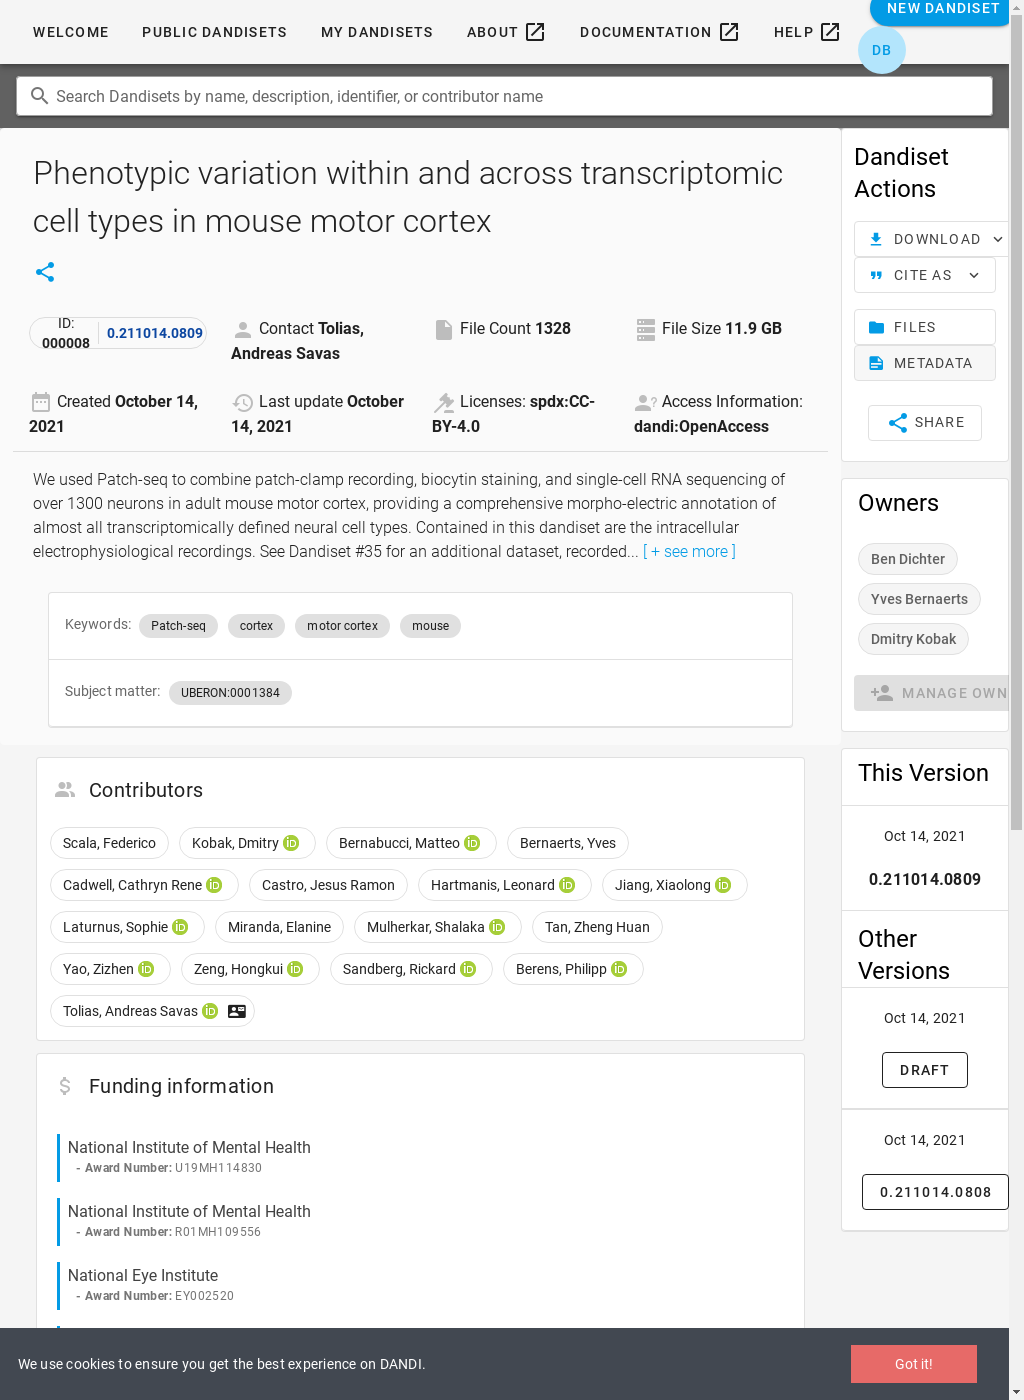 WELCOME PUBLIC DANDISETS MY DANDISETS ABOUT DOCUMENTATION HELP NEW DANDISET
DB
Search Dandisets by name, description, identifier, or contributor name
Phenotypic variation within and across transcriptomic
cell types in mouse motor cortex
ID:
000008
0.211014.0809
Contact Tolias,
Andreas Savas
File Count 1328
File Size 11.9 GB
Created October 14,
2021
Last update October
14, 2021
Licenses: spdx:CC-
BY-4.0
Access Information:
dandi:OpenAccess
We used Patch-seq to combine patch-clamp recording, biocytin staining, and single-cell RNA sequencing of
over 1300 neurons in adult mouse motor cortex, providing a comprehensive morpho-electric annotation of
almost all transcriptomically defined neural cell types. Contained in this dandiset are the intracellular
electrophysiological recordings. See Dandiset #35 for an additional dataset, recorded... [ + see more ]
Keywords: Patch-seq cortex motor cortex mouse
Subject matter: UBERON:0001384
Contributors
Scala, Federico Kobak, Dmitry iD Bernabucci, Matteo iD Bernaerts, Yves
Cadwell, Cathryn Rene iD Castro, Jesus Ramon Hartmanis, Leonard iD Jiang, Xiaolong iD
Laturnus, Sophie iD Miranda, Elanine Mulherkar, Shalaka iD Tan, Zheng Huan
Yao, Zizhen iD Zeng, Hongkui iD Sandberg, Rickard iD Berens, Philipp iD
Tolias, Andreas Savas iD
Funding information
National Institute of Mental Health
- Award Number: U19MH114830
National Institute of Mental Health
- Award Number: R01MH109556
National Eye Institute
- Award Number: EY002520
Dandiset
Actions
DOWNLOAD
CITE AS
FILES
METADATA
SHARE
Owners
Ben Dichter
Yves Bernaerts
Dmitry Kobak
MANAGE OWN
This Version
Oct 14, 2021
0.211014.0809
Other
Versions
Oct 14, 2021
DRAFT
Oct 14, 2021
0.211014.0808
We use cookies to ensure you get the best experience on DANDI.
Got it!